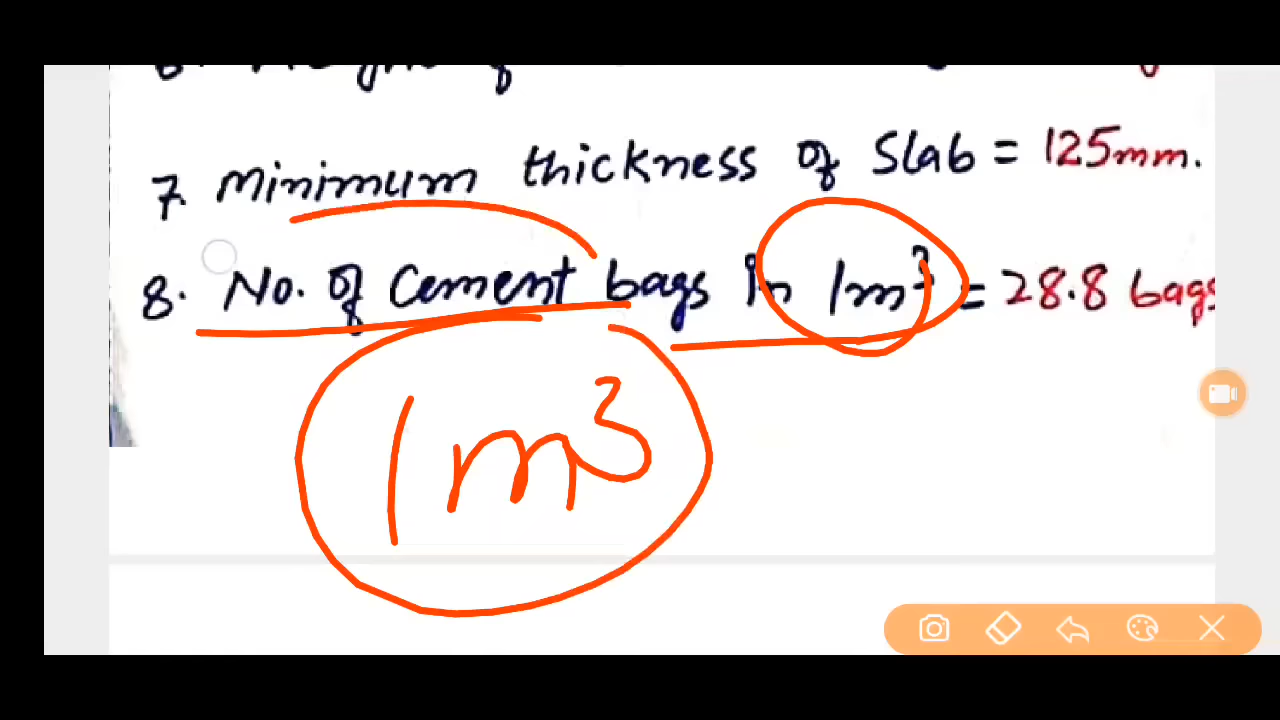 7. Minimum thickness of Slab = 125mm.
8. No. of Cement bags in 1m³ = 28.8 bags
1m³